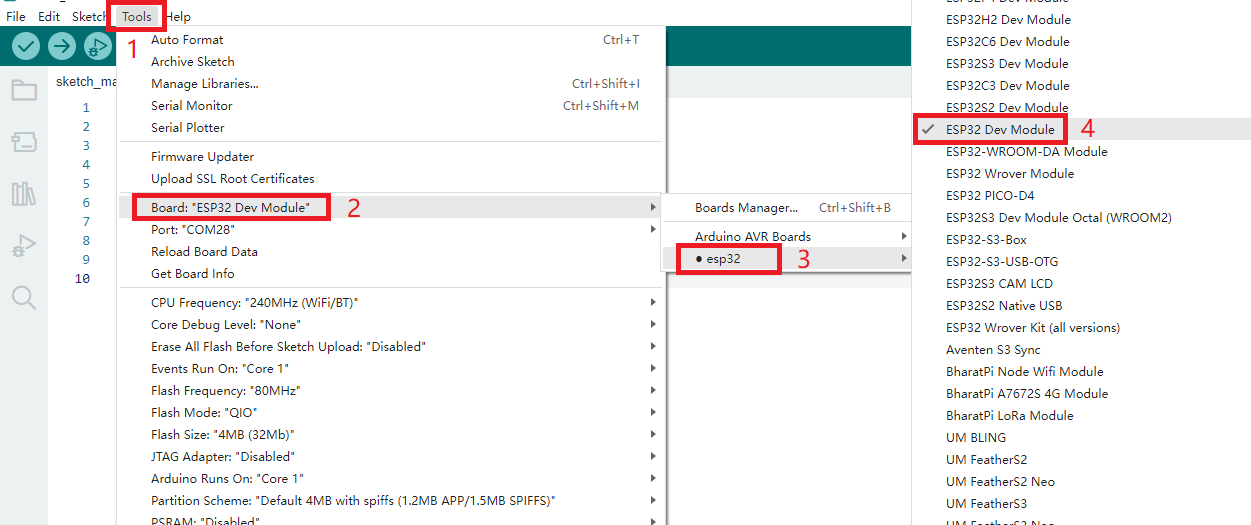 File Edit Sketch Tools Help
1
sketch_ma
1
2
3
4
5
6
7
8
9
10
Auto Format Ctrl+T
Archive Sketch
Manage Libraries... Ctrl+Shift+I
Serial Monitor Ctrl+Shift+M
Serial Plotter
Firmware Updater
Upload SSL Root Certificates
Board: "ESP32 Dev Module" 2
Port: "COM28"
Reload Board Data
Get Board Info
CPU Frequency: "240MHz (WiFi/BT)"
Core Debug Level: "None"
Erase All Flash Before Sketch Upload: "Disabled"
Events Run On: "Core 1"
Flash Frequency: "80MHz"
Flash Mode: "QIO"
Flash Size: "4MB (32Mb)"
JTAG Adapter: "Disabled"
Arduino Runs On: "Core 1"
Partition Scheme: "Default 4MB with spiffs (1.2MB APP/1.5MB SPIFFS)"
PSRAM: "Disabled"
Boards Manager... Ctrl+Shift+B
Arduino AVR Boards
● esp32 3
ESP32H2 Dev Module
ESP32C6 Dev Module
ESP32S3 Dev Module
ESP32C3 Dev Module
ESP32S2 Dev Module
ESP32 Dev Module 4
ESP32-WROOM-DA Module
ESP32 Wrover Module
ESP32 PICO-D4
ESP32S3 Dev Module Octal (WROOM2)
ESP32-S3-Box
ESP32-S3-USB-OTG
ESP32S3 CAM LCD
ESP32S2 Native USB
ESP32 Wrover Kit (all versions)
Aventen S3 Sync
BharatPi Node Wifi Module
BharatPi A7672S 4G Module
BharatPi LoRa Module
UM BLING
UM FeatherS2
UM FeatherS2 Neo
UM FeatherS3